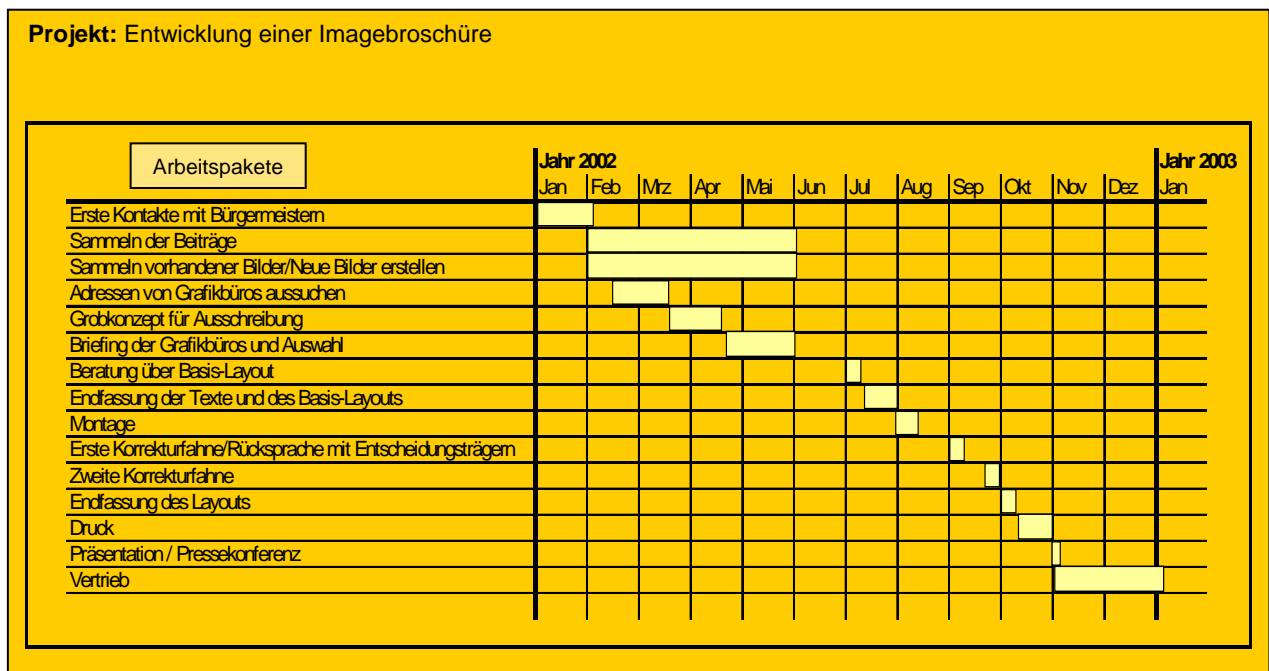 Projekt: Entwicklung einer Imagebroschüre
Arbeitspakete
Jahr 2002 Jahr 2003
Jan Feb Mrz Apr Mai Jun Jul Aug Sep Okt Nov Dez Jan
Erste Kontakte mit Bürgermeistern
Sammeln der Beiträge
Sammeln vorhandener Bilder/Neue Bilder erstellen
Adressen von Grafikbüros aussuchen
Grobkonzept für Ausschreibung
Briefing der Grafikbüros und Auswahl
Beratung über Basis-Layout
Endfassung der Texte und des Basis-Layouts
Montage
Erste Korrekturfahne/Rücksprache mit Entscheidungsträgern
Zweite Korrekturfahne
Endfassung des Layouts
Druck
Präsentation / Pressekonferenz
Vertrieb